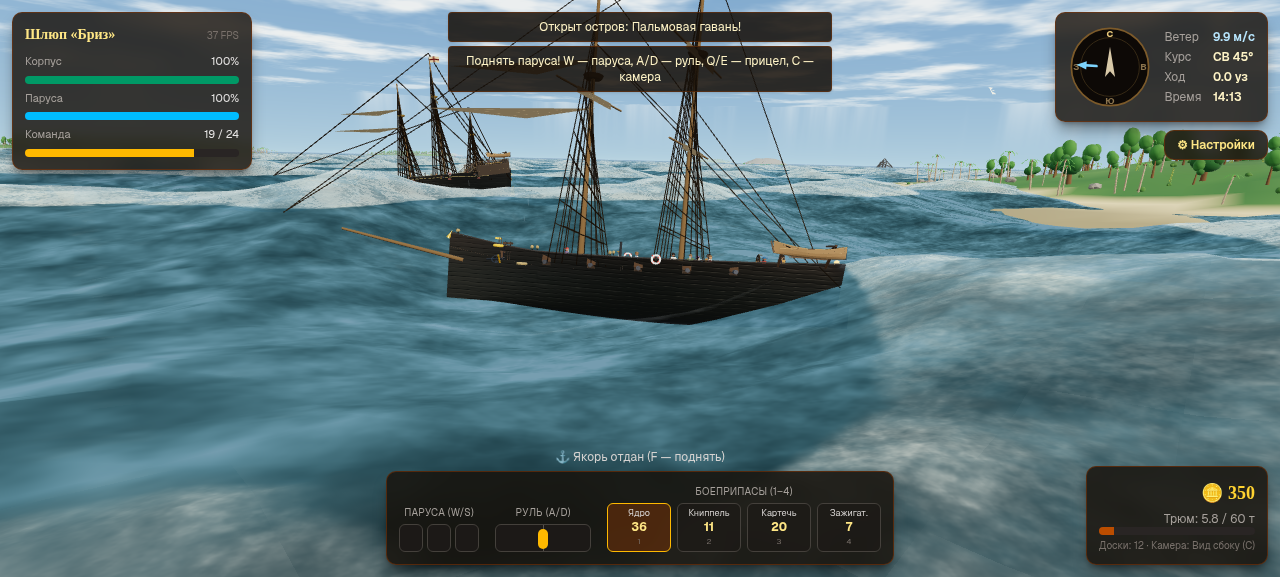 Шлюп «Бриз» 37 FPS
Корпус 100%
Паруса 100%
Команда 19 / 24
Открыт остров: Пальмовая гавань!
Поднять паруса! W — паруса, A/D — руль, Q/E — прицел, C —
камера
С
З В
Ю
Ветер 9.9 м/с
Курс СВ 45°
Ход 0.0 уз
Время 14:13
⚙ Настройки
⚓ Якорь отдан (F — поднять)
ПАРУСА (W/S)
РУЛЬ (A/D)
БОЕПРИПАСЫ (1–4)
Ядро 36 1
Книппель 11 2
Картечь 20 3
Зажигат. 7 4
🪙 350
Трюм: 5.8 / 60 т
Доски: 12 · Камера: Вид сбоку (C)